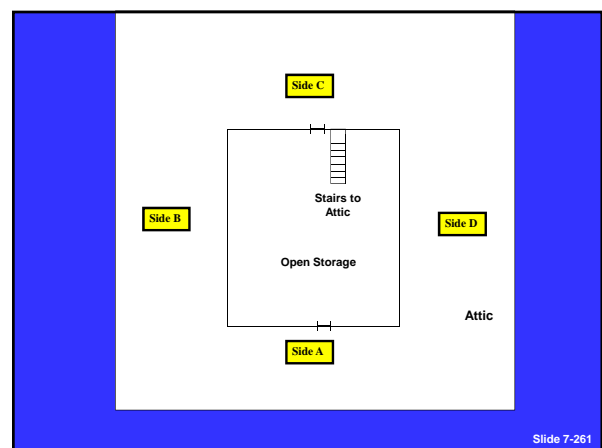 Side C
Stairs to
Attic
Side B
Side D
Open Storage
Attic
Side A
Slide 7-261